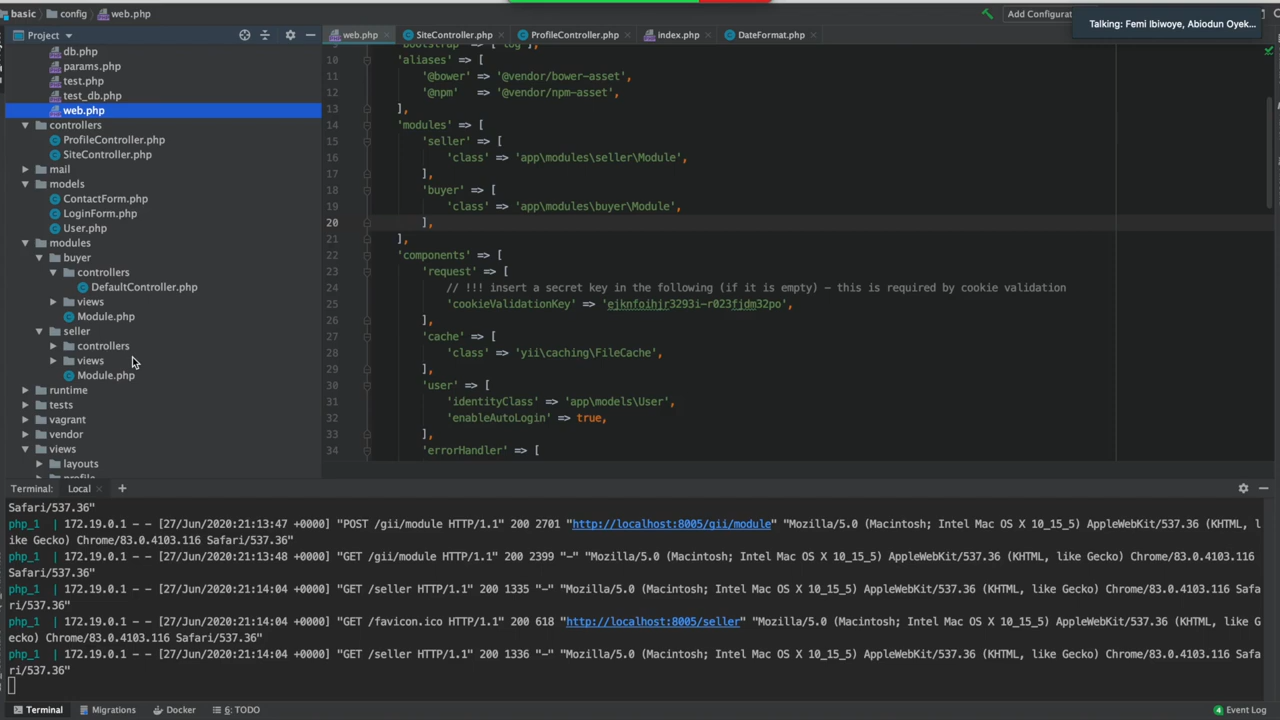 basic
config
web.php
Add Configurat
Talking: Femi Ibiwoye, Abiodun Oyek...
Project
web.php
SiteController.php
ProfileController.php
index.php
DateFormat.php
db.php
params.php
test.php
test_db.php
web.php
controllers
ProfileController.php
SiteController.php
mail
models
ContactForm.php
LoginForm.php
User.php
modules
buyer
controllers
DefaultController.php
views
Module.php
seller
controllers
views
Module.php
runtime
tests
vagrant
vendor
views
layouts
profile
9 'bootstrap' => ['log'],
10 'aliases' => [
11 '@bower' => '@vendor/bower-asset',
12 '@npm'   => '@vendor/npm-asset',
13 ],
14 'modules' => [
15 'seller' => [
16 'class' => 'app\modules\seller\Module',
17 ],
18 'buyer' => [
19 'class' => 'app\modules\buyer\Module',
20 ],
21 ],
22 'components' => [
23 'request' => [
24 // !!! insert a secret key in the following (if it is empty) - this is required by cookie validation
25 'cookieValidationKey' => 'ejknfoihjr3293i-r023fjdm32po',
26 ],
27 'cache' => [
28 'class' => 'yii\caching\FileCache',
29 ],
30 'user' => [
31 'identityClass' => 'app\models\User',
32 'enableAutoLogin' => true,
33 ],
34 'errorHandler' => [
Terminal: Local +
Safari/537.36"
php_1 | 172.19.0.1 - - [27/Jun/2020:21:13:47 +0000] "POST /gii/module HTTP/1.1" 200 2701 "http://localhost:8005/gii/module" "Mozilla/5.0 (Macintosh; Intel Mac OS X 10_15_5) AppleWebKit/537.36 (KHTML, l
ike Gecko) Chrome/83.0.4103.116 Safari/537.36"
php_1 | 172.19.0.1 - - [27/Jun/2020:21:13:48 +0000] "GET /gii/module HTTP/1.1" 200 2399 "-" "Mozilla/5.0 (Macintosh; Intel Mac OS X 10_15_5) AppleWebKit/537.36 (KHTML, like Gecko) Chrome/83.0.4103.116
Safari/537.36"
php_1 | 172.19.0.1 - - [27/Jun/2020:21:14:04 +0000] "GET /seller HTTP/1.1" 200 1335 "-" "Mozilla/5.0 (Macintosh; Intel Mac OS X 10_15_5) AppleWebKit/537.36 (KHTML, like Gecko) Chrome/83.0.4103.116 Safa
ri/537.36"
php_1 | 172.19.0.1 - - [27/Jun/2020:21:14:04 +0000] "GET /favicon.ico HTTP/1.1" 200 618 "http://localhost:8005/seller" "Mozilla/5.0 (Macintosh; Intel Mac OS X 10_15_5) AppleWebKit/537.36 (KHTML, like G
ecko) Chrome/83.0.4103.116 Safari/537.36"
php_1 | 172.19.0.1 - - [27/Jun/2020:21:14:04 +0000] "GET /seller HTTP/1.1" 200 1336 "-" "Mozilla/5.0 (Macintosh; Intel Mac OS X 10_15_5) AppleWebKit/537.36 (KHTML, like Gecko) Chrome/83.0.4103.116 Safa
ri/537.36"
Terminal
Migrations
Docker
6: TODO
4 Event Log